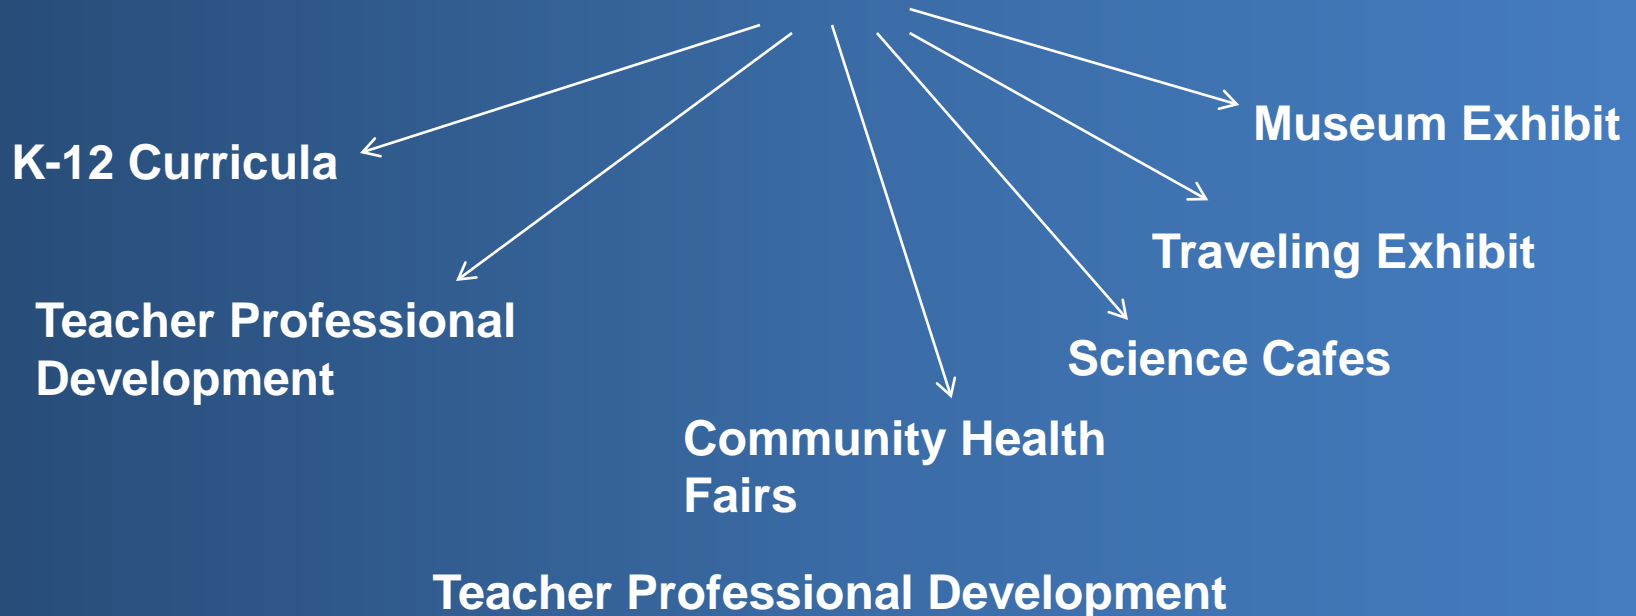 Museum Exhibit
K-12 Curricula
Traveling Exhibit
Teacher Professional
Development
Science Cafes
Community Health
Fairs
Teacher Professional Development